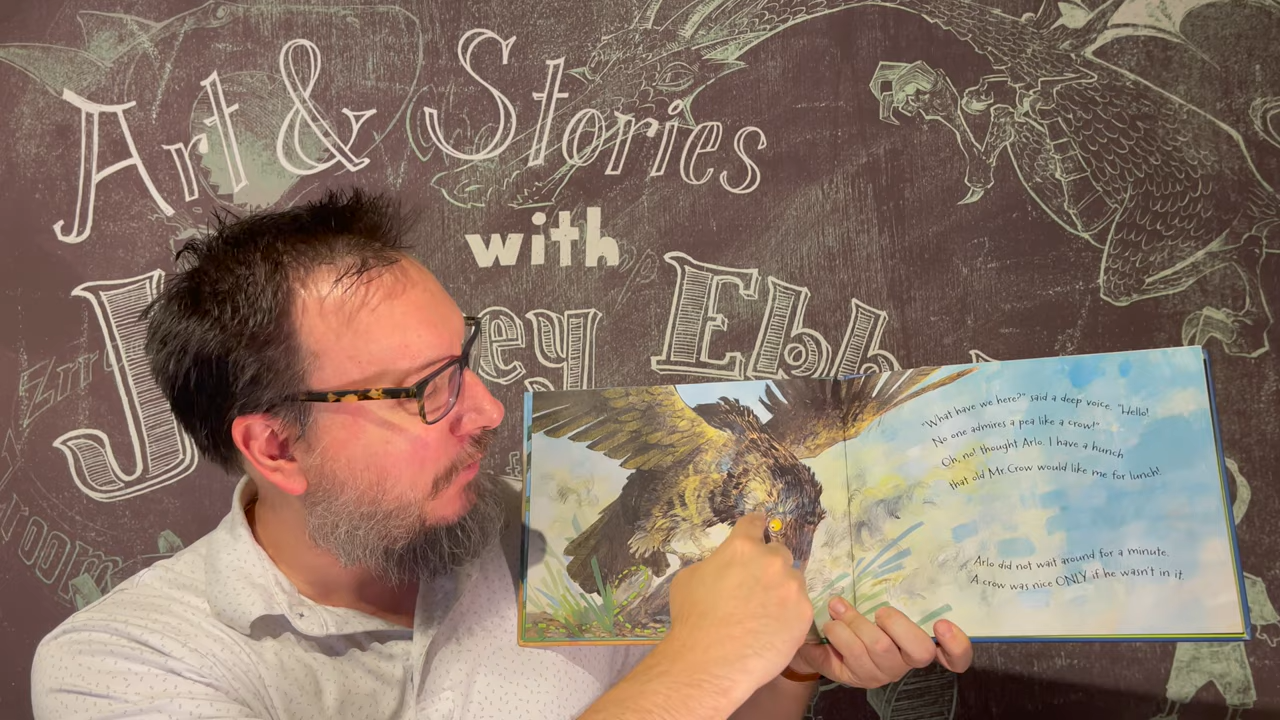 Art & Stories
with
J ey Ebb
Zrr
room
"What have we here?" said a deep voice. "Hello!
No one admires a pea like a crow!"
Oh, no! thought Arlo. I have a hunch
that old Mr. Crow would like me for lunch!
Arlo did not wait around for a minute.
A crow was nice ONLY if he wasn't in it.